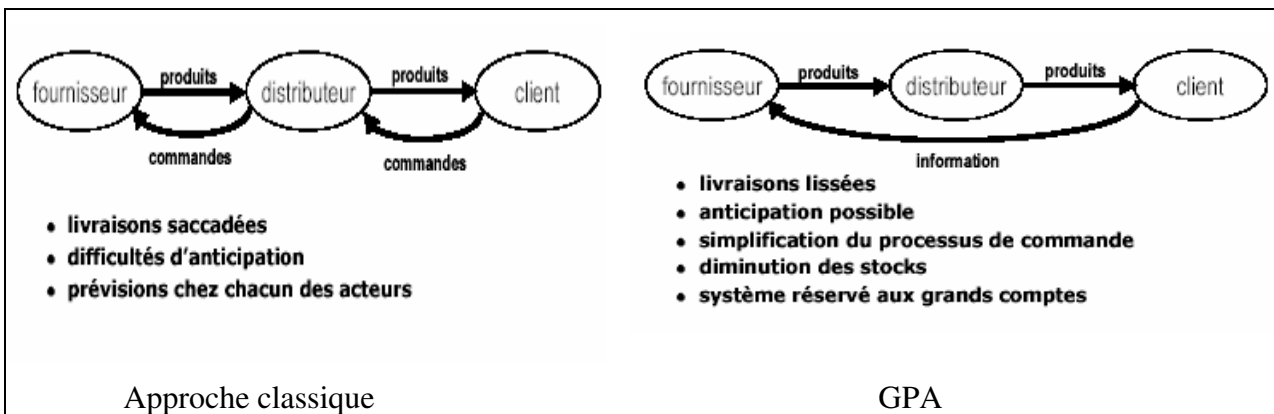 produits
produits
fournisseur
distributeur
client
commandes
commandes
• livraisons saccadées
• difficultés d'anticipation
• prévisions chez chacun des acteurs
Approche classique
produits
produits
fournisseur
distributeur
client
information
• livraisons lissées
• anticipation possible
• simplification du processus de commande
• diminution des stocks
• système réservé aux grands comptes
GPA